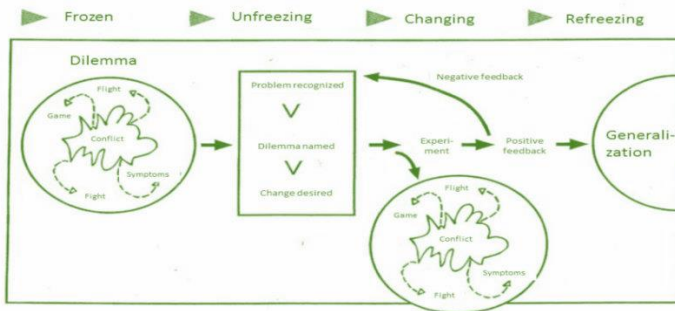 Frozen
Unfreezing
Changing
Refreezing
Dilemma
Flight
Game
Conflict
Symptoms
Fight
Problem recognized
Dilemma named
Change desired
Negative feedback
Experi-
ment
Positive
feedback
Generali-
zation
Flight
Game
Conflict
Symptoms
Fight